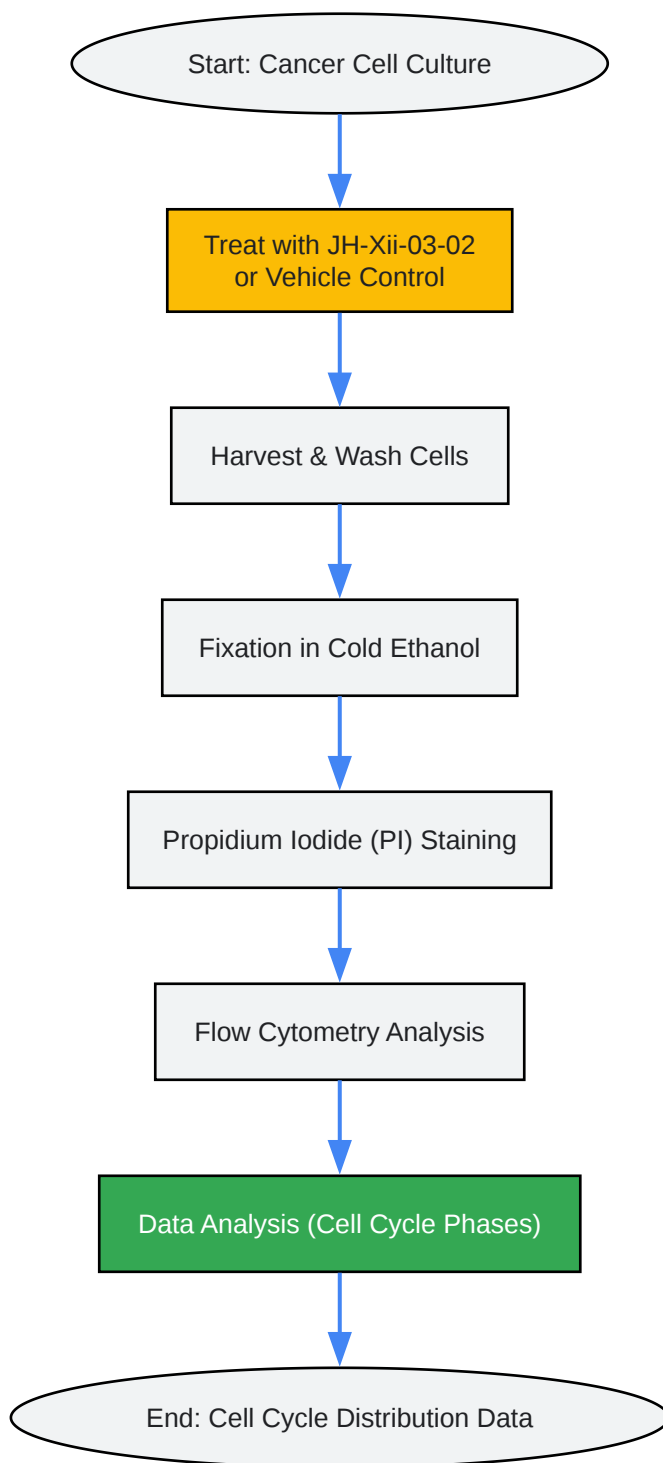 Start: Cancer Cell Culture
Treat with JH-Xii-03-02
or Vehicle Control
Harvest & Wash Cells
Fixation in Cold Ethanol
Propidium Iodide (PI) Staining
Flow Cytometry Analysis
Data Analysis (Cell Cycle Phases)
End: Cell Cycle Distribution Data